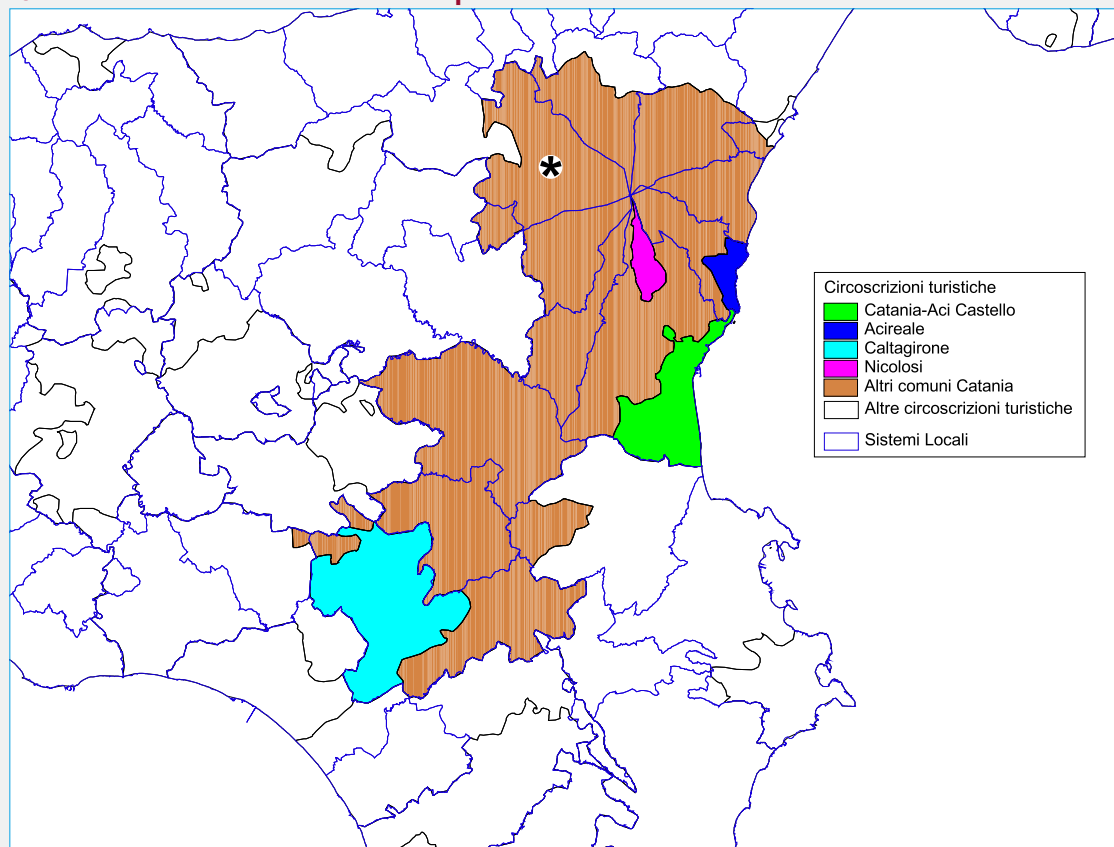 Circoscrizioni turistiche
Catania-Aci Castello
Acireale
Caltagirone
Nicolosi
Altri comuni Catania
Altre circoscrizioni turistiche
Sistemi Locali
*